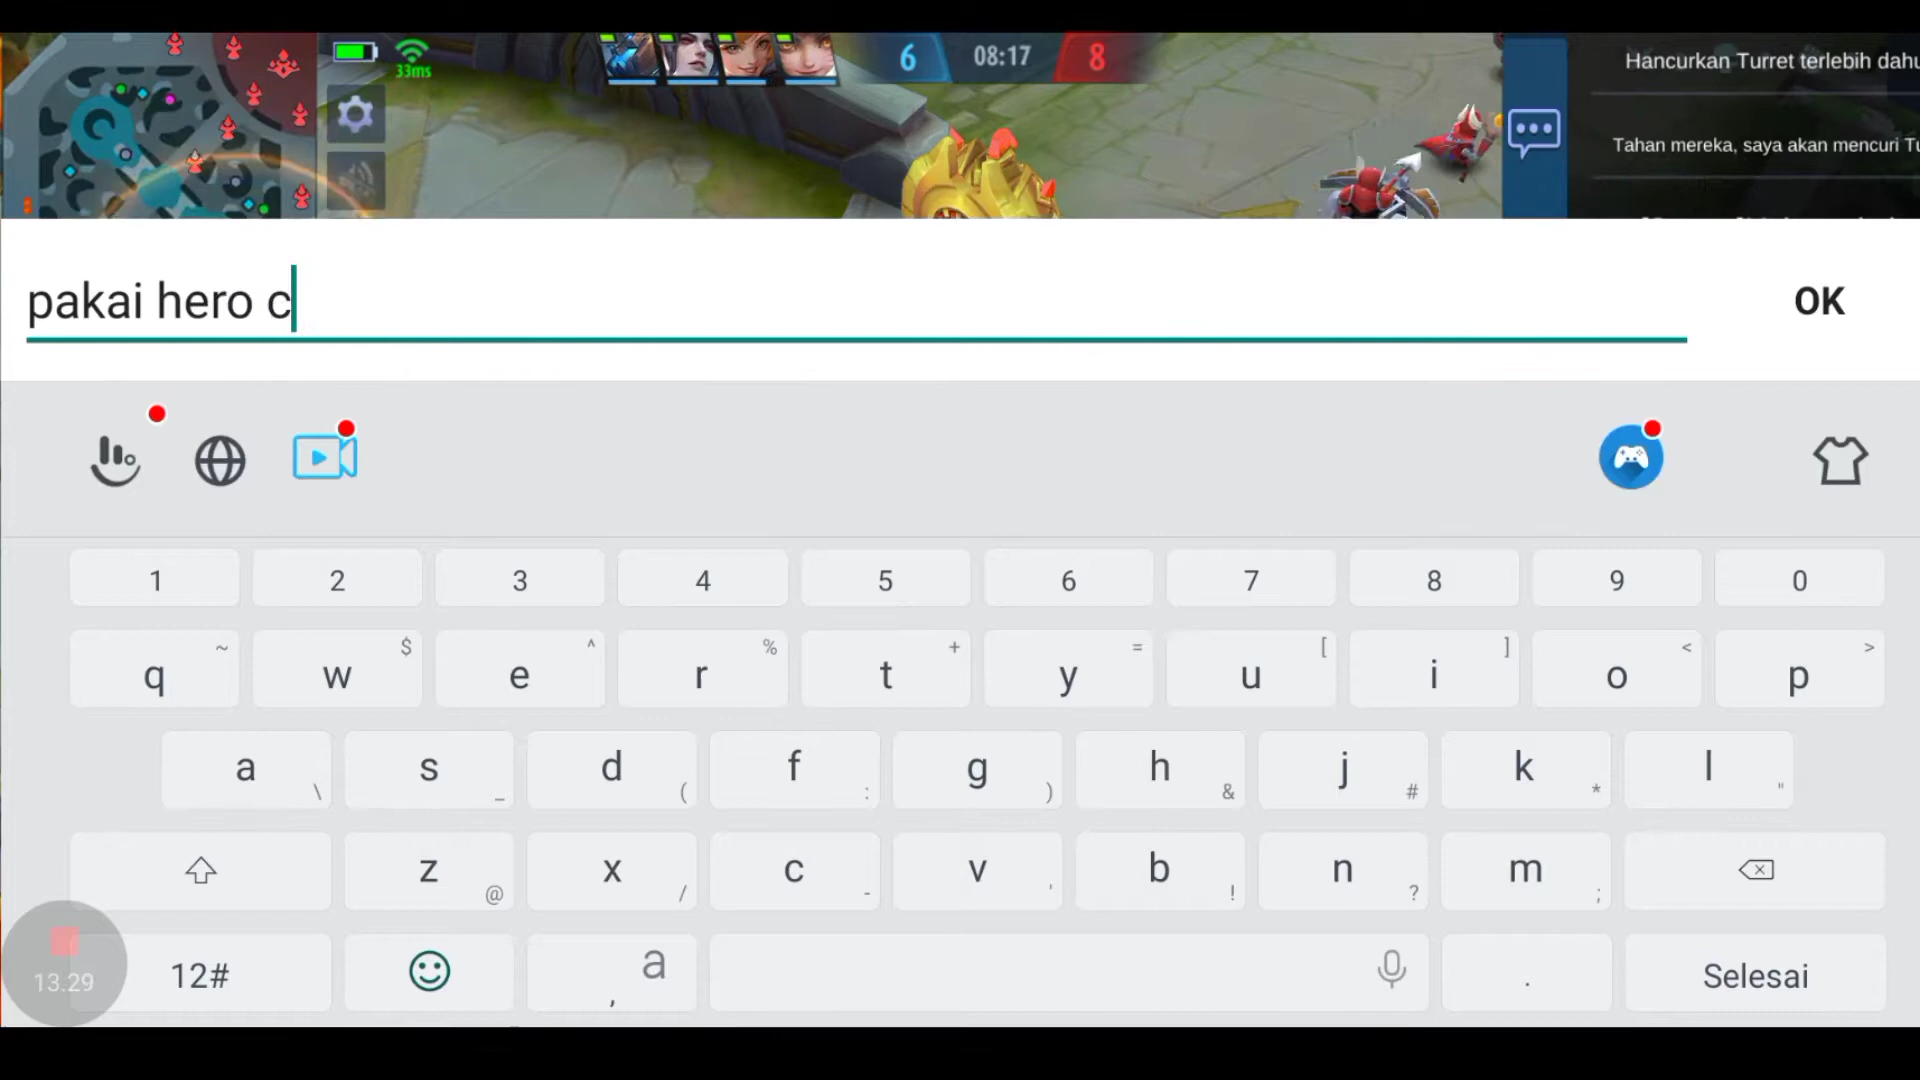 33ms
6 08:17 8
Hancurkan Turret terlebih
Tahan mereka, saya akan mencuri
pakai hero c
OK
1 2 3 4 5 6 7 8 9 0
~ $ ^ % + = [ ] < >
q w e r t y u i o p
a s d f g h j k l
\ _ ( : ) & # * "
z x c v b n m
@ / - ' ! ? ;
13.29
12# , a . Selesai